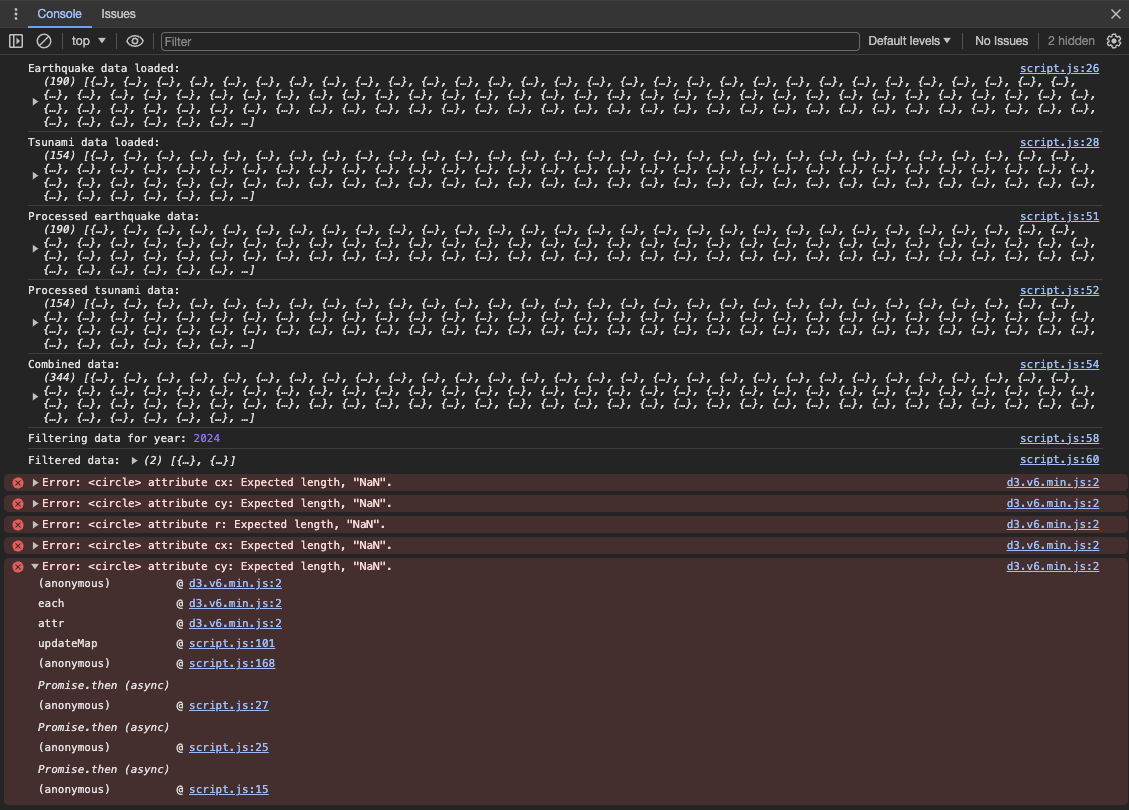 Console Issues
top Filter Default levels No Issues 2 hidden
Earthquake data loaded: script.js:26
(190) [{…}, {…}, {…}, {…}, {…}, {…}, {…}, {…}, {…}, {…}, {…}, {…}, {…}, {…}, {…}, {…}, {…}, {…}, {…}, {…}, {…}, {…}, {…}, {…}, {…}, {…}, {…}, {…}, {…}, {…},
{…}, {…}, {…}, {…}, {…}, {…}, {…}, {…}, {…}, {…}, {…}, {…}, {…}, {…}, {…}, {…}, {…}, {…}, {…}, {…}, {…}, {…}, {…}, {…}, {…}, {…}, {…}, {…}, {…}, {…}, {…}, {…},
{…}, {…}, {…}, {…}, {…}, {…}, {…}, {…}, {…}, {…}, {…}, {…}, {…}, {…}, {…}, {…}, {…}, {…}, {…}, {…}, {…}, {…}, {…}, {…}, {…}, {…}, {…}, {…}, {…}, {…}, {…}, {…},
{…}, {…}, {…}, {…}, {…}, {…}, …]
Tsunami data loaded: script.js:28
(154) [{…}, {…}, {…}, {…}, {…}, {…}, {…}, {…}, {…}, {…}, {…}, {…}, {…}, {…}, {…}, {…}, {…}, {…}, {…}, {…}, {…}, {…}, {…}, {…}, {…}, {…}, {…}, {…}, {…}, {…},
{…}, {…}, {…}, {…}, {…}, {…}, {…}, {…}, {…}, {…}, {…}, {…}, {…}, {…}, {…}, {…}, {…}, {…}, {…}, {…}, {…}, {…}, {…}, {…}, {…}, {…}, {…}, {…}, {…}, {…}, {…}, {…},
{…}, {…}, {…}, {…}, {…}, {…}, {…}, {…}, {…}, {…}, {…}, {…}, {…}, {…}, {…}, {…}, {…}, {…}, {…}, {…}, {…}, {…}, {…}, {…}, {…}, {…}, {…}, {…}, {…}, {…}, {…}, {…},
{…}, {…}, {…}, {…}, {…}, {…}, …]
Processed earthquake data: script.js:51
(190) [{…}, {…}, {…}, {…}, {…}, {…}, {…}, {…}, {…}, {…}, {…}, {…}, {…}, {…}, {…}, {…}, {…}, {…}, {…}, {…}, {…}, {…}, {…}, {…}, {…}, {…}, {…}, {…}, {…}, {…},
{…}, {…}, {…}, {…}, {…}, {…}, {…}, {…}, {…}, {…}, {…}, {…}, {…}, {…}, {…}, {…}, {…}, {…}, {…}, {…}, {…}, {…}, {…}, {…}, {…}, {…}, {…}, {…}, {…}, {…}, {…}, {…},
{…}, {…}, {…}, {…}, {…}, {…}, {…}, {…}, {…}, {…}, {…}, {…}, {…}, {…}, {…}, {…}, {…}, {…}, {…}, {…}, {…}, {…}, {…}, {…}, {…}, {…}, {…}, {…}, {…}, {…}, {…}, {…},
{…}, {…}, {…}, {…}, {…}, {…}, …]
Processed tsunami data: script.js:52
(154) [{…}, {…}, {…}, {…}, {…}, {…}, {…}, {…}, {…}, {…}, {…}, {…}, {…}, {…}, {…}, {…}, {…}, {…}, {…}, {…}, {…}, {…}, {…}, {…}, {…}, {…}, {…}, {…}, {…}, {…},
{…}, {…}, {…}, {…}, {…}, {…}, {…}, {…}, {…}, {…}, {…}, {…}, {…}, {…}, {…}, {…}, {…}, {…}, {…}, {…}, {…}, {…}, {…}, {…}, {…}, {…}, {…}, {…}, {…}, {…}, {…}, {…},
{…}, {…}, {…}, {…}, {…}, {…}, {…}, {…}, {…}, {…}, {…}, {…}, {…}, {…}, {…}, {…}, {…}, {…}, {…}, {…}, {…}, {…}, {…}, {…}, {…}, {…}, {…}, {…}, {…}, {…}, {…}, {…},
{…}, {…}, {…}, {…}, {…}, {…}, …]
Combined data: script.js:54
(344) [{…}, {…}, {…}, {…}, {…}, {…}, {…}, {…}, {…}, {…}, {…}, {…}, {…}, {…}, {…}, {…}, {…}, {…}, {…}, {…}, {…}, {…}, {…}, {…}, {…}, {…}, {…}, {…}, {…}, {…},
{…}, {…}, {…}, {…}, {…}, {…}, {…}, {…}, {…}, {…}, {…}, {…}, {…}, {…}, {…}, {…}, {…}, {…}, {…}, {…}, {…}, {…}, {…}, {…}, {…}, {…}, {…}, {…}, {…}, {…}, {…}, {…},
{…}, {…}, {…}, {…}, {…}, {…}, {…}, {…}, {…}, {…}, {…}, {…}, {…}, {…}, {…}, {…}, {…}, {…}, {…}, {…}, {…}, {…}, {…}, {…}, {…}, {…}, {…}, {…}, {…}, {…}, {…}, {…},
{…}, {…}, {…}, {…}, {…}, {…}, …]
Filtering data for year: 2024 script.js:58
Filtered data: (2) [{…}, {…}] script.js:60
Error: <circle> attribute cx: Expected length, "NaN". d3.v6.min.js:2
Error: <circle> attribute cy: Expected length, "NaN". d3.v6.min.js:2
Error: <circle> attribute r: Expected length, "NaN". d3.v6.min.js:2
Error: <circle> attribute cx: Expected length, "NaN". d3.v6.min.js:2
Error: <circle> attribute cy: Expected length, "NaN". d3.v6.min.js:2
(anonymous) @ d3.v6.min.js:2
each @ d3.v6.min.js:2
attr @ d3.v6.min.js:2
updateMap @ script.js:101
(anonymous) @ script.js:168
Promise.then (async)
(anonymous) @ script.js:27
Promise.then (async)
(anonymous) @ script.js:25
Promise.then (async)
(anonymous) @ script.js:15